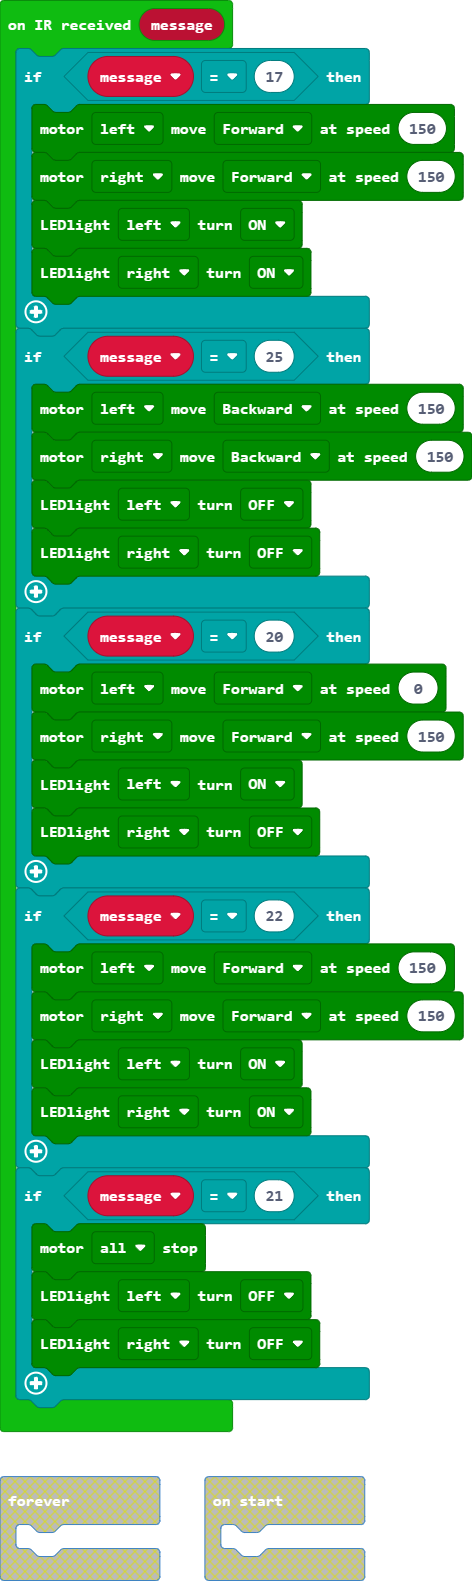 on IR received message
if message = 17 then
motor left move Forward at speed 150
motor right move Forward at speed 150
LEDlight left turn ON
LEDlight right turn ON
if message = 25 then
motor left move Backward at speed 150
motor right move Backward at speed 150
LEDlight left turn OFF
LEDlight right turn OFF
if message = 20 then
motor left move Forward at speed 0
motor right move Forward at speed 150
LEDlight left turn ON
LEDlight right turn OFF
if message = 22 then
motor left move Forward at speed 150
motor right move Forward at speed 150
LEDlight left turn ON
LEDlight right turn ON
if message = 21 then
motor all stop
LEDlight left turn OFF
LEDlight right turn OFF
forever
on start